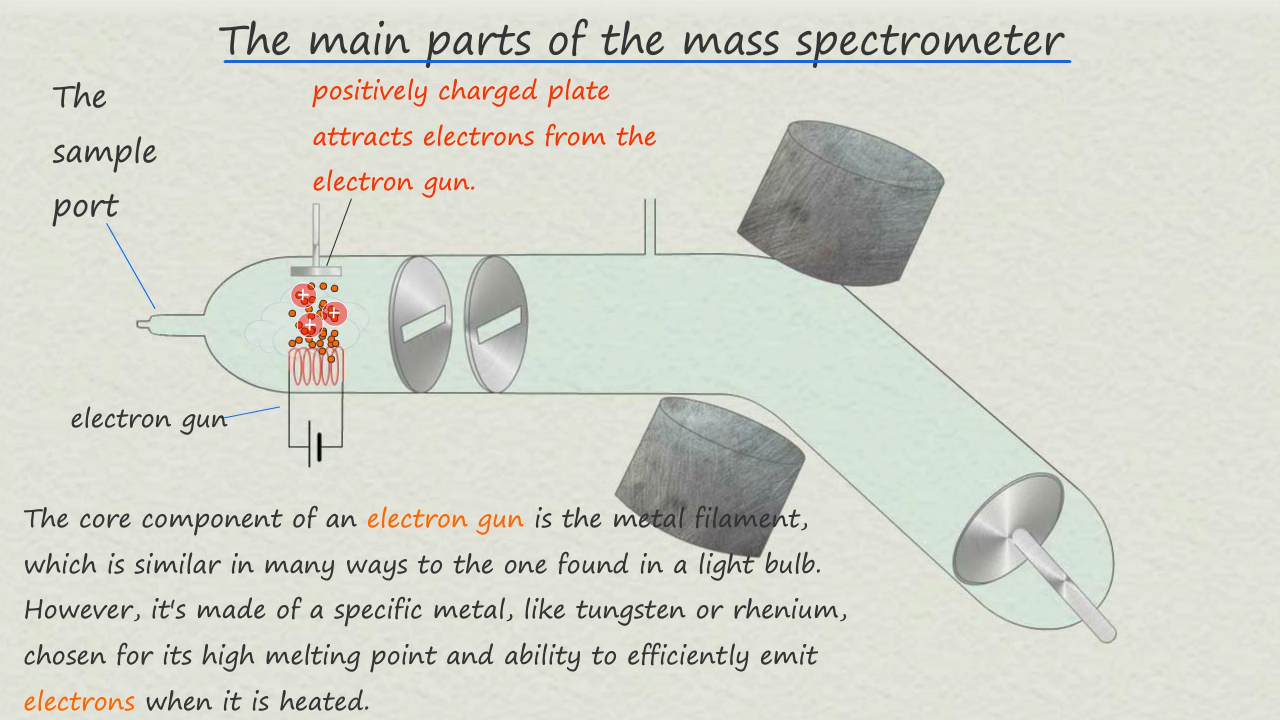 The main parts of the mass spectrometer
The
sample
port
positively charged plate
attracts electrons from the
electron gun.
+
+
+
electron gun
The core component of an electron gun is the metal filament,
which is similar in many ways to the one found in a light bulb.
However, it's made of a specific metal, like tungsten or rhenium,
chosen for its high melting point and ability to efficiently emit
electrons when it is heated.